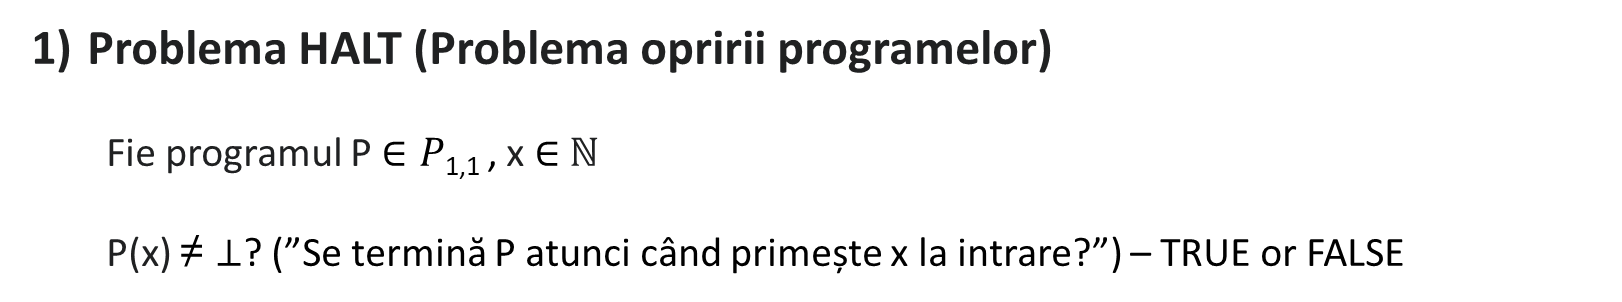 1) Problema HALT (Problema opririi programelor)
Fie programul P ∈ P₁,₁ , x ∈ ℕ
P(x) ≠ ⊥? (”Se termină P atunci când primește x la intrare?”) – TRUE or FALSE